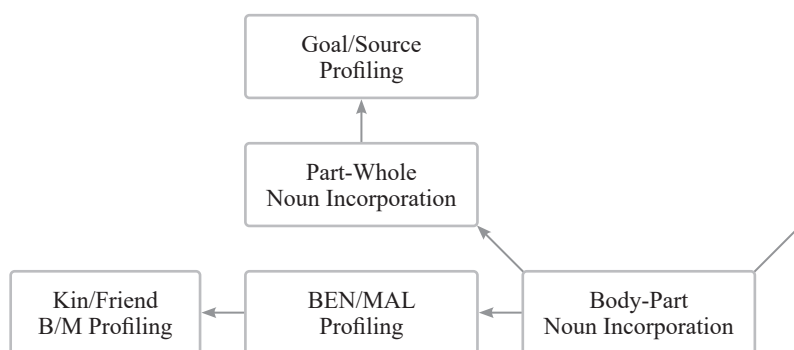 Goal/Source
Profiling
Part-Whole
Noun Incorporation
Kin/Friend
B/M Profiling
BEN/MAL
Profiling
Body-Part
Noun Incorporation